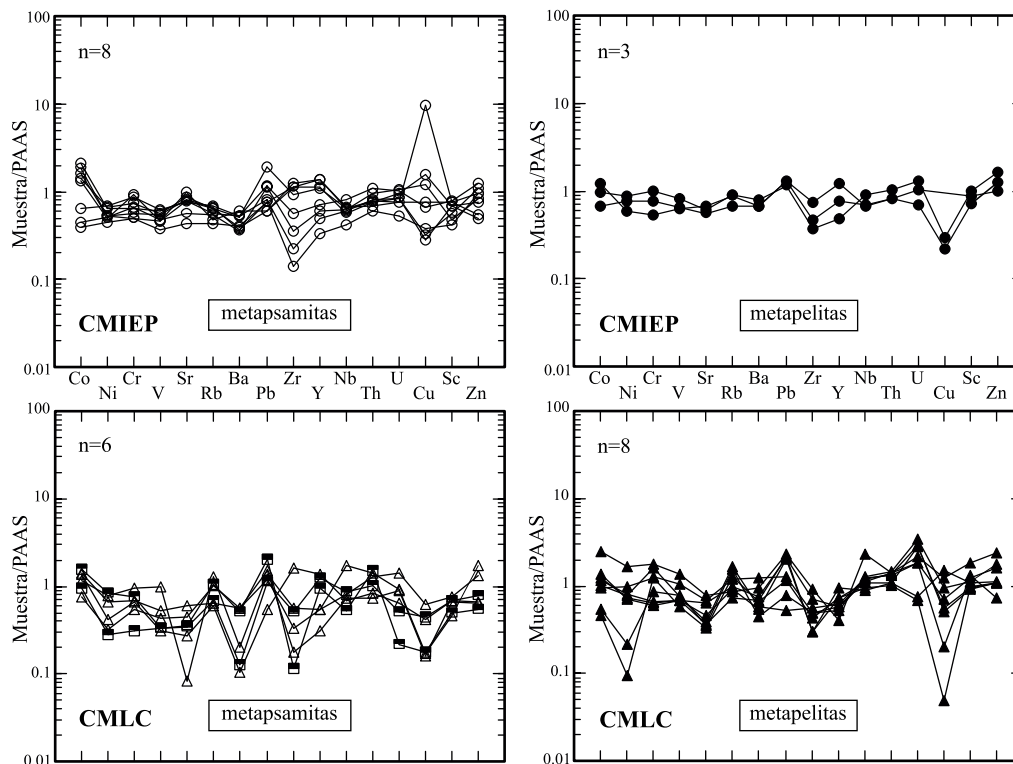 100
n=8
10
Muestra/PAAS
1
0.1
metapsamitas
CMIEP
0.01
100
n=3
10
Muestra/PAAS
1
0.1
metapelitas
CMIEP
0.01
Co Cr Sr Ba Zr Nb U Sc
Ni V Rb Pb Y Th Cu Zn
Co Cr Sr Ba Zr Nb U Sc
Ni V Rb Pb Y Th Cu Zn
100
n=6
10
Muestra/PAAS
1
0.1
metapsamitas
CMLC
0.01
100
n=8
10
Muestra/PAAS
1
0.1
metapelitas
CMLC
0.01